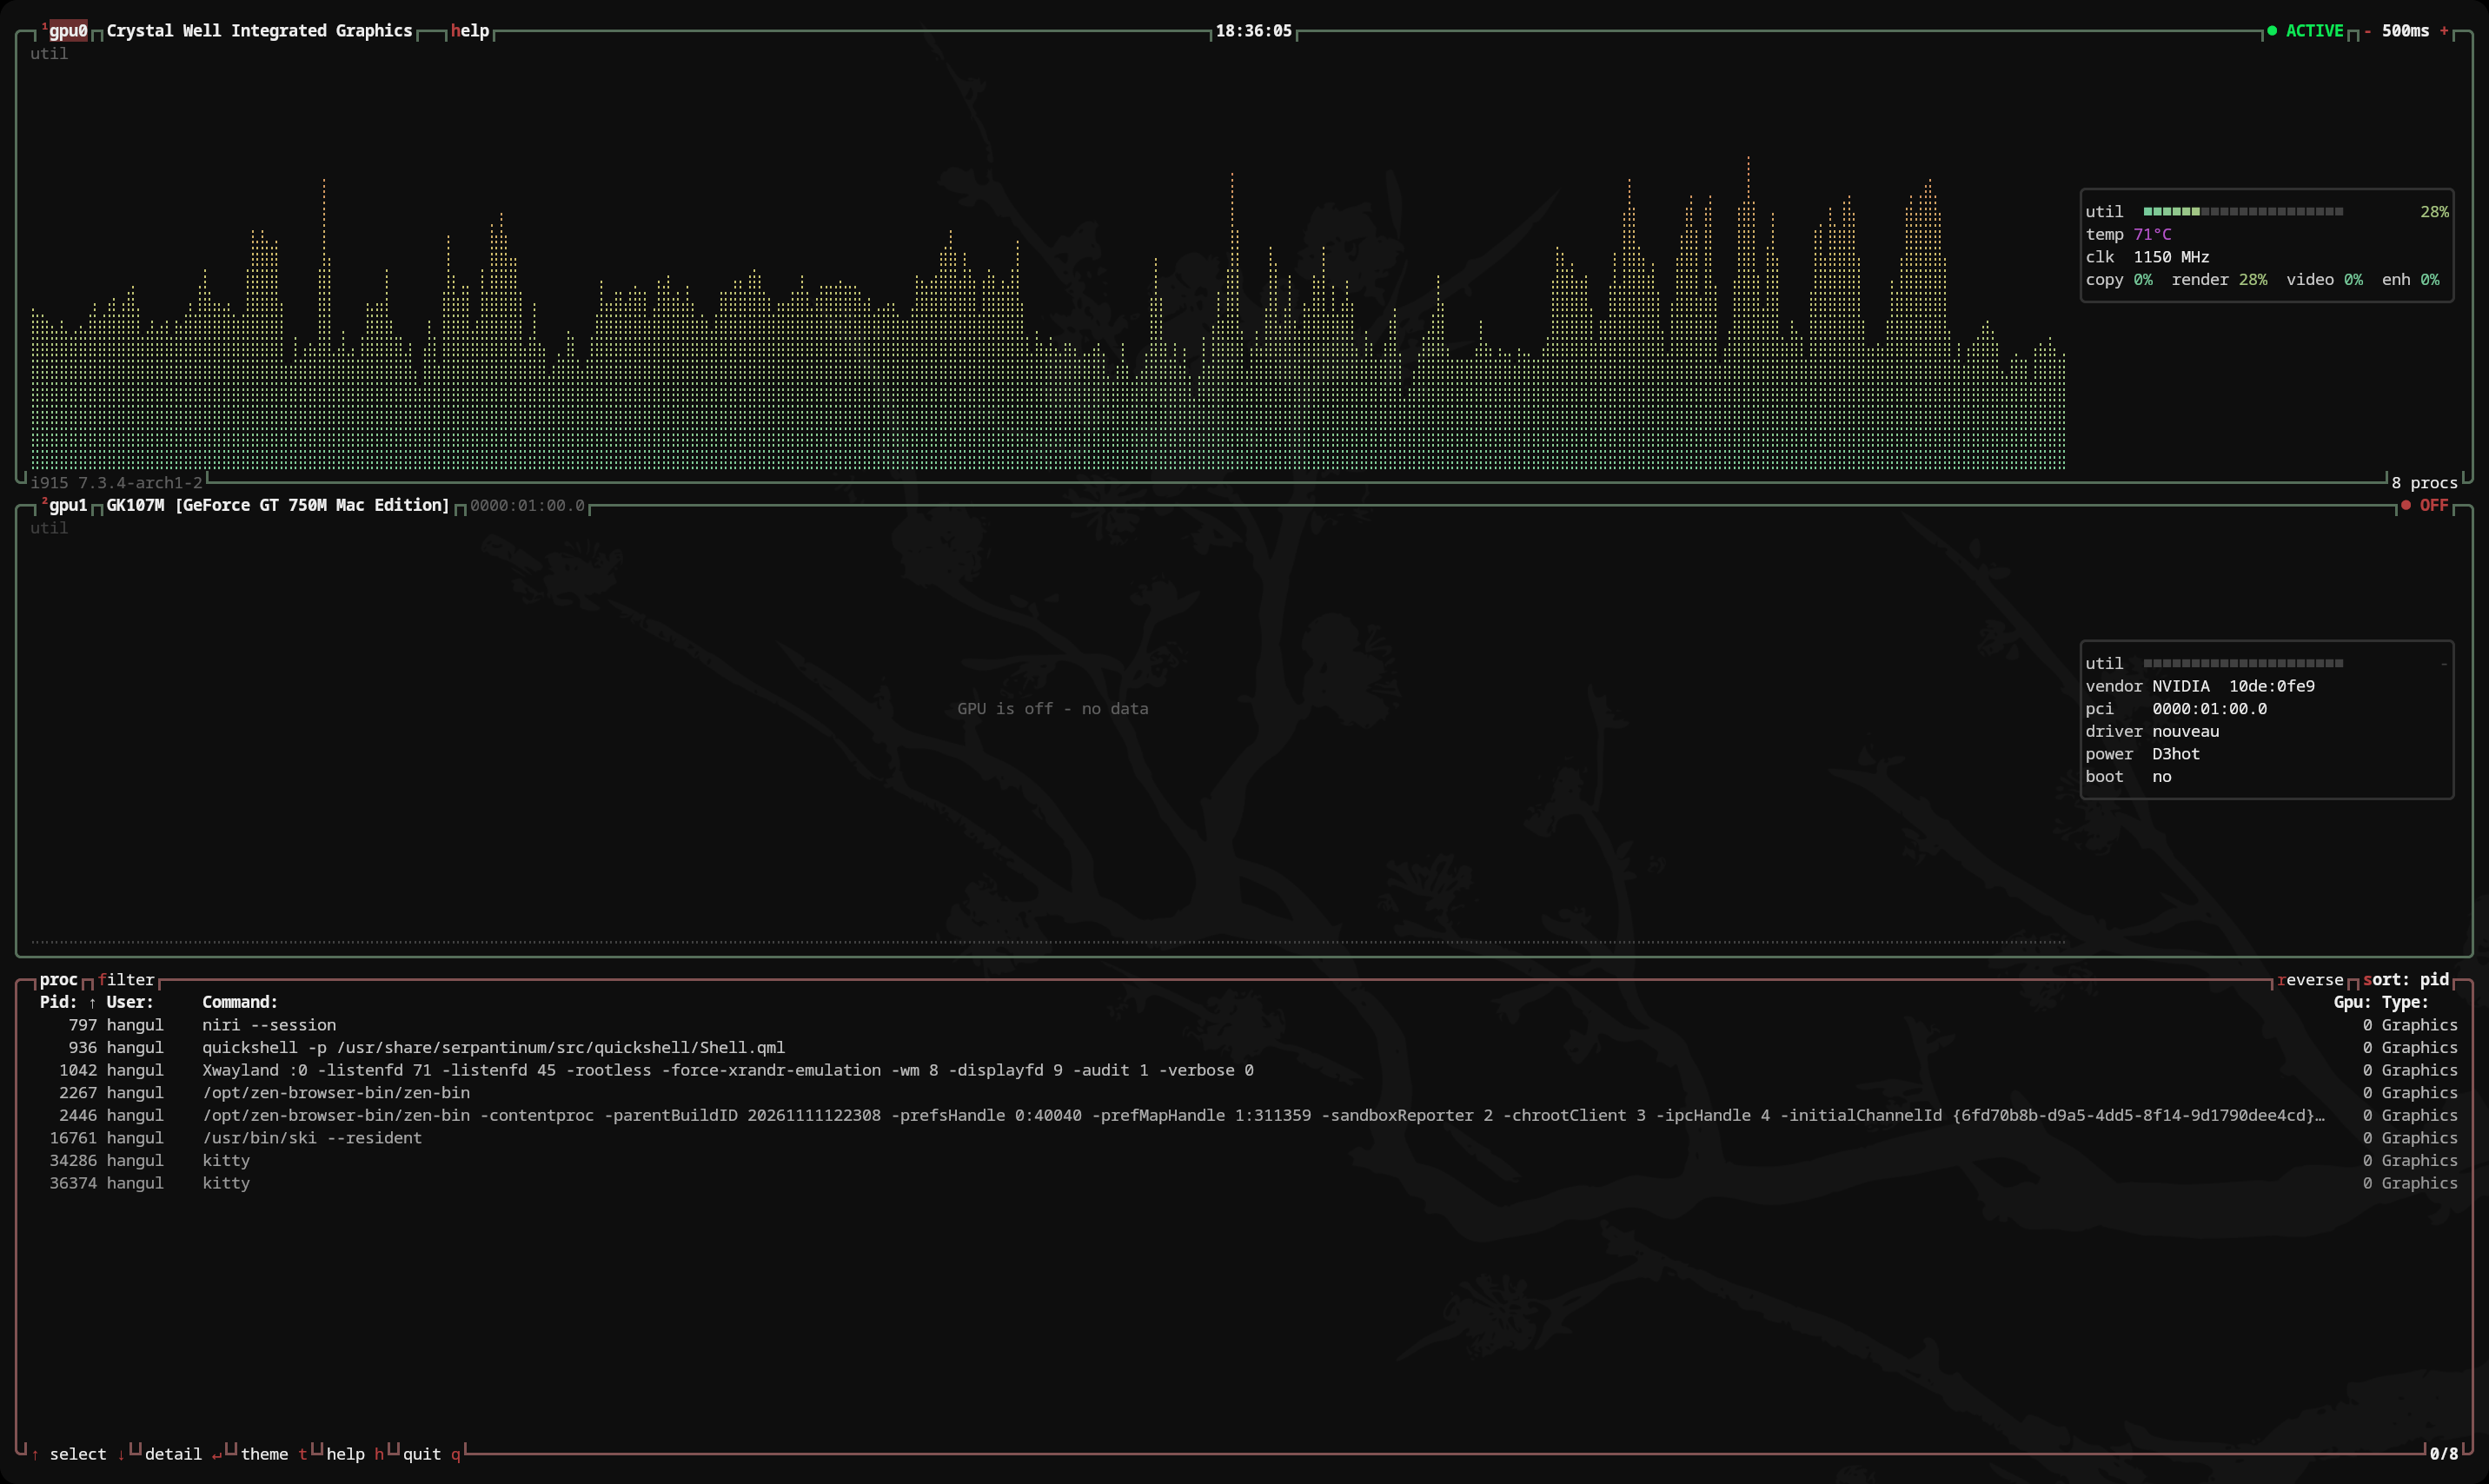 ¹gpu0 Crystal Well Integrated Graphics help 18:36:05 ● ACTIVE - 500ms +
util
util 28%
temp 71°C
clk 1150 MHz
copy 0% render 28% video 0% enh 0%
i915 7.3.4-arch1-2 8 procs
²gpu1 GK107M [GeForce GT 750M Mac Edition] 0000:01:00.0 ● OFF
util
util -
vendor NVIDIA 10de:0fe9
GPU is off - no data
pci 0000:01:00.0
driver nouveau
power D3hot
boot no
proc filter reverse sort: pid
Pid: ↑ User: Command: Gpu: Type:
797 hangul niri --session 0 Graphics
936 hangul quickshell -p /usr/share/serpantinum/src/quickshell/Shell.qml 0 Graphics
1042 hangul Xwayland :0 -listenfd 71 -listenfd 45 -rootless -force-xrandr-emulation -wm 8 -displayfd 9 -audit 1 -verbose 0 0 Graphics
2267 hangul /opt/zen-browser-bin/zen-bin 0 Graphics
2446 hangul /opt/zen-browser-bin/zen-bin -contentproc -parentBuildID 20261111122308 -prefsHandle 0:40040 -prefMapHandle 1:311359 -sandboxReporter 2 -chrootClient 3 -ipcHandle 4 -initialChannelId {6fd70b8b-d9a5-4dd5-8f14-9d1790dee4cd}… 0 Graphics
16761 hangul /usr/bin/ski --resident 0 Graphics
34286 hangul kitty 0 Graphics
36374 hangul kitty 0 Graphics
↑ select ↓ detail ↵ theme t help h quit q 0/8